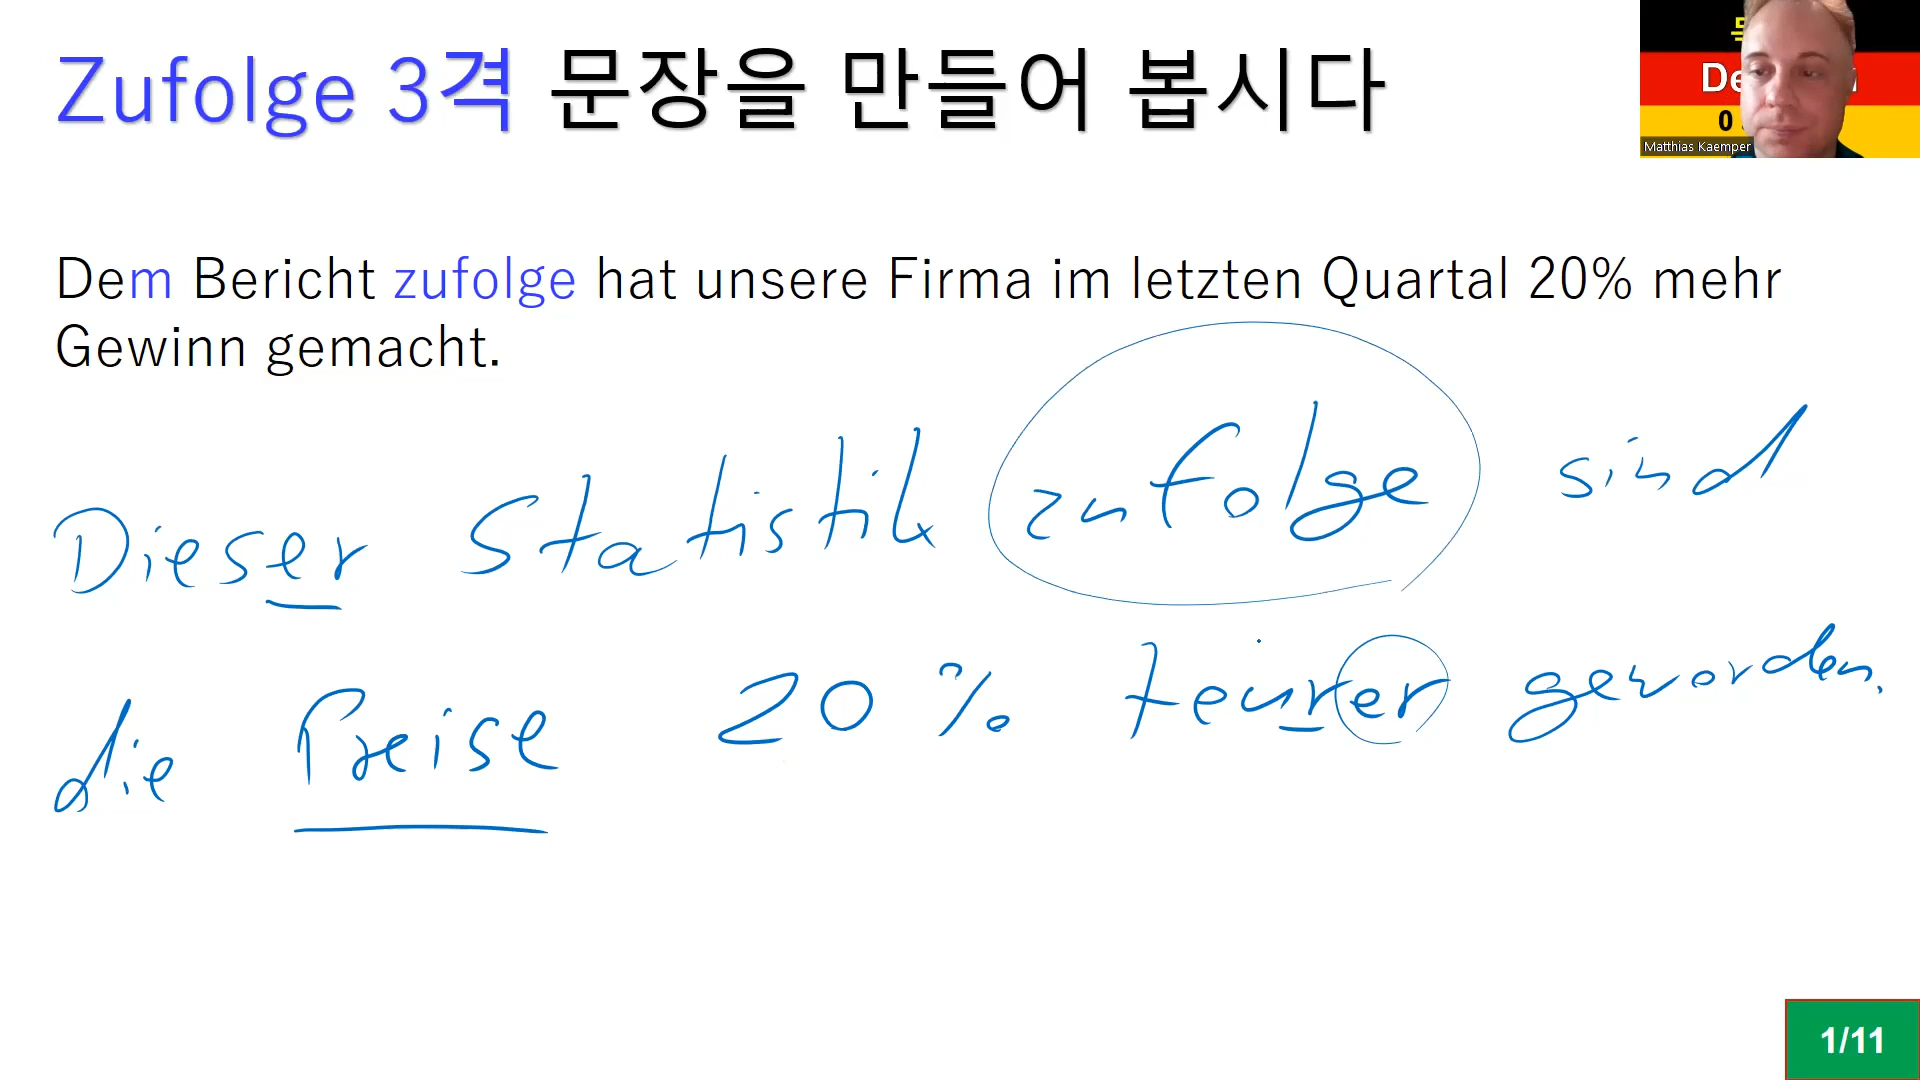 Zufolge 3격 문장을 만들어 봅시다
Dem Bericht zufolge hat unsere Firma im letzten Quartal 20% mehr
Gewinn gemacht.
Dieser Statistik zufolge sind
die Preise 20 % teurer geworden.
De
0
Matthias Kaemper
1/11